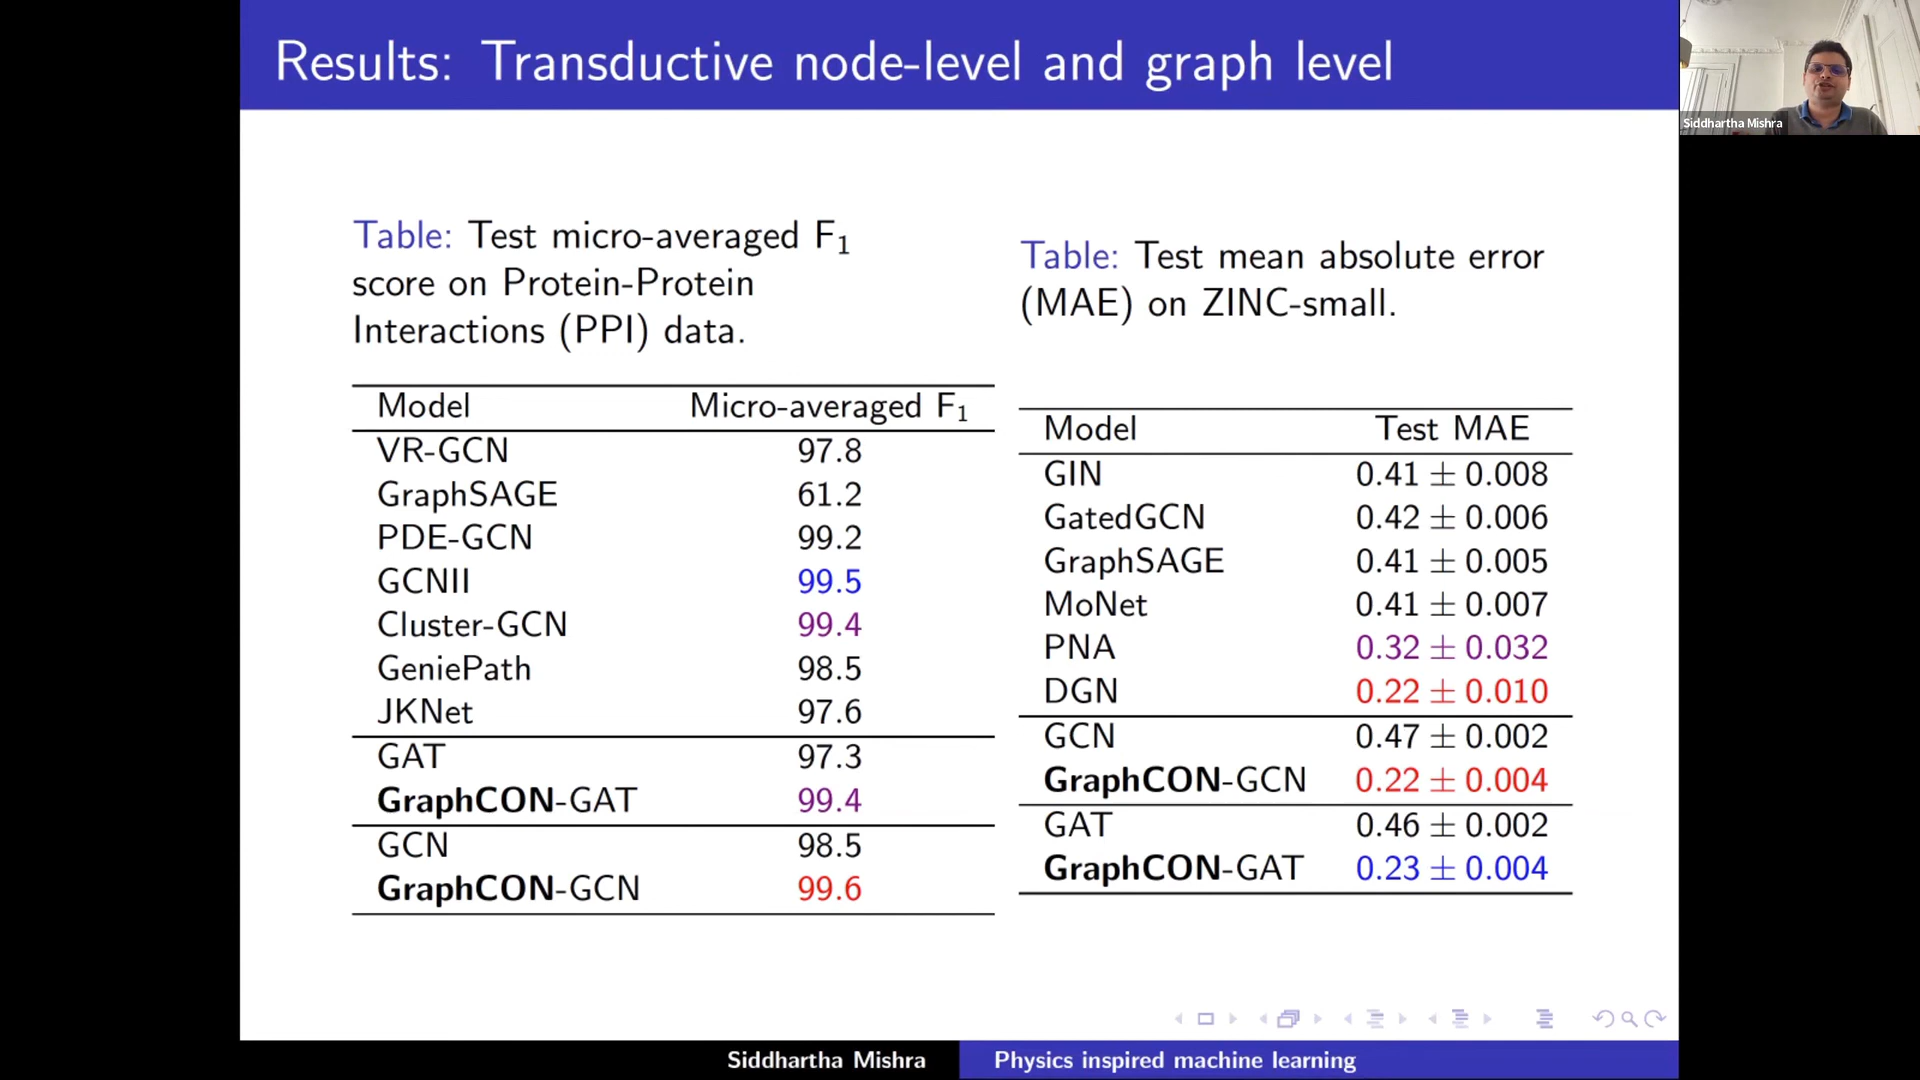 Results: Transductive node-level and graph level
Siddhartha Mishra
Table: Test micro-averaged F1
score on Protein-Protein
Interactions (PPI) data.
Model Micro-averaged F1
VR-GCN 97.8
GraphSAGE 61.2
PDE-GCN 99.2
GCNII 99.5
Cluster-GCN 99.4
GeniePath 98.5
JKNet 97.6
GAT 97.3
GraphCON-GAT 99.4
GCN 98.5
GraphCON-GCN 99.6
Table: Test mean absolute error
(MAE) on ZINC-small.
Model Test MAE
GIN 0.41 ± 0.008
GatedGCN 0.42 ± 0.006
GraphSAGE 0.41 ± 0.005
MoNet 0.41 ± 0.007
PNA 0.32 ± 0.032
DGN 0.22 ± 0.010
GCN 0.47 ± 0.002
GraphCON-GCN 0.22 ± 0.004
GAT 0.46 ± 0.002
GraphCON-GAT 0.23 ± 0.004
Siddhartha Mishra Physics inspired machine learning